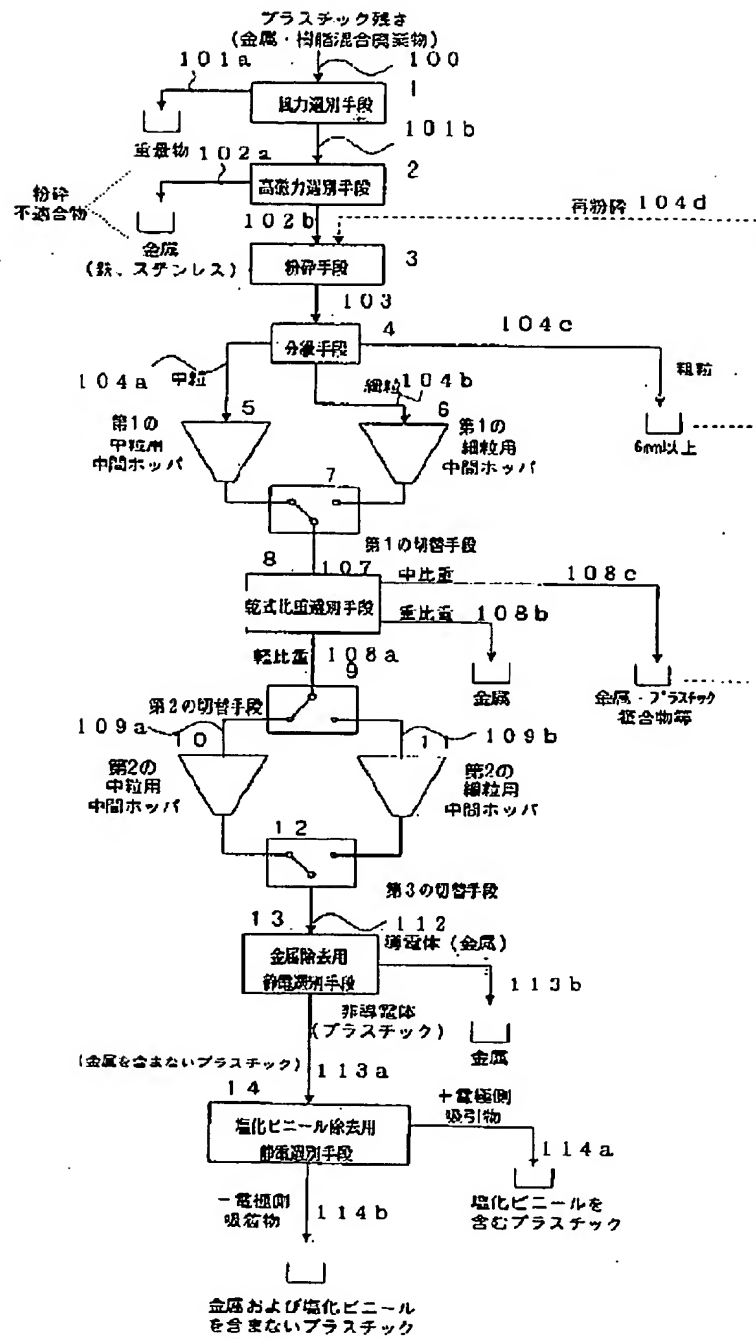 プラスチック残さ
(金属・樹脂混合廃棄物)
100
101a
1
風力選別手段
重量物
101b
102a
2
高磁力選別手段
粉砕
不適合物
金属
(鉄、ステンレス)
102b
再粉砕 104d
粉砕手段
3
103
4
分級手段
104c
粗粒
6mm以上
104a
中粒
細粒
104b
第1の
中粒用
中間ホッパ
5
6
第1の
細粒用
中間ホッパ
7
第1の切替手段
8
107
乾式比重選別手段
中比重
108c
重比重
108b
金属
金属・プラスチック
複合物等
軽比重
108a
9
第2の切替手段
109a
10
第2の
中粒用
中間ホッパ
109b
11
第2の
細粒用
中間ホッパ
12
第3の切替手段
112
13
金属除去用
静電選別手段
導電体(金属)
113b
金属
非導電体
(プラスチック)
(金属を含まないプラスチック)
113a
14
塩化ビニール除去用
静電選別手段
+電極側
吸引物
114a
塩化ビニールを
含むプラスチック
-電極側
吸着物
114b
金属および塩化ビニール
を含まないプラスチック